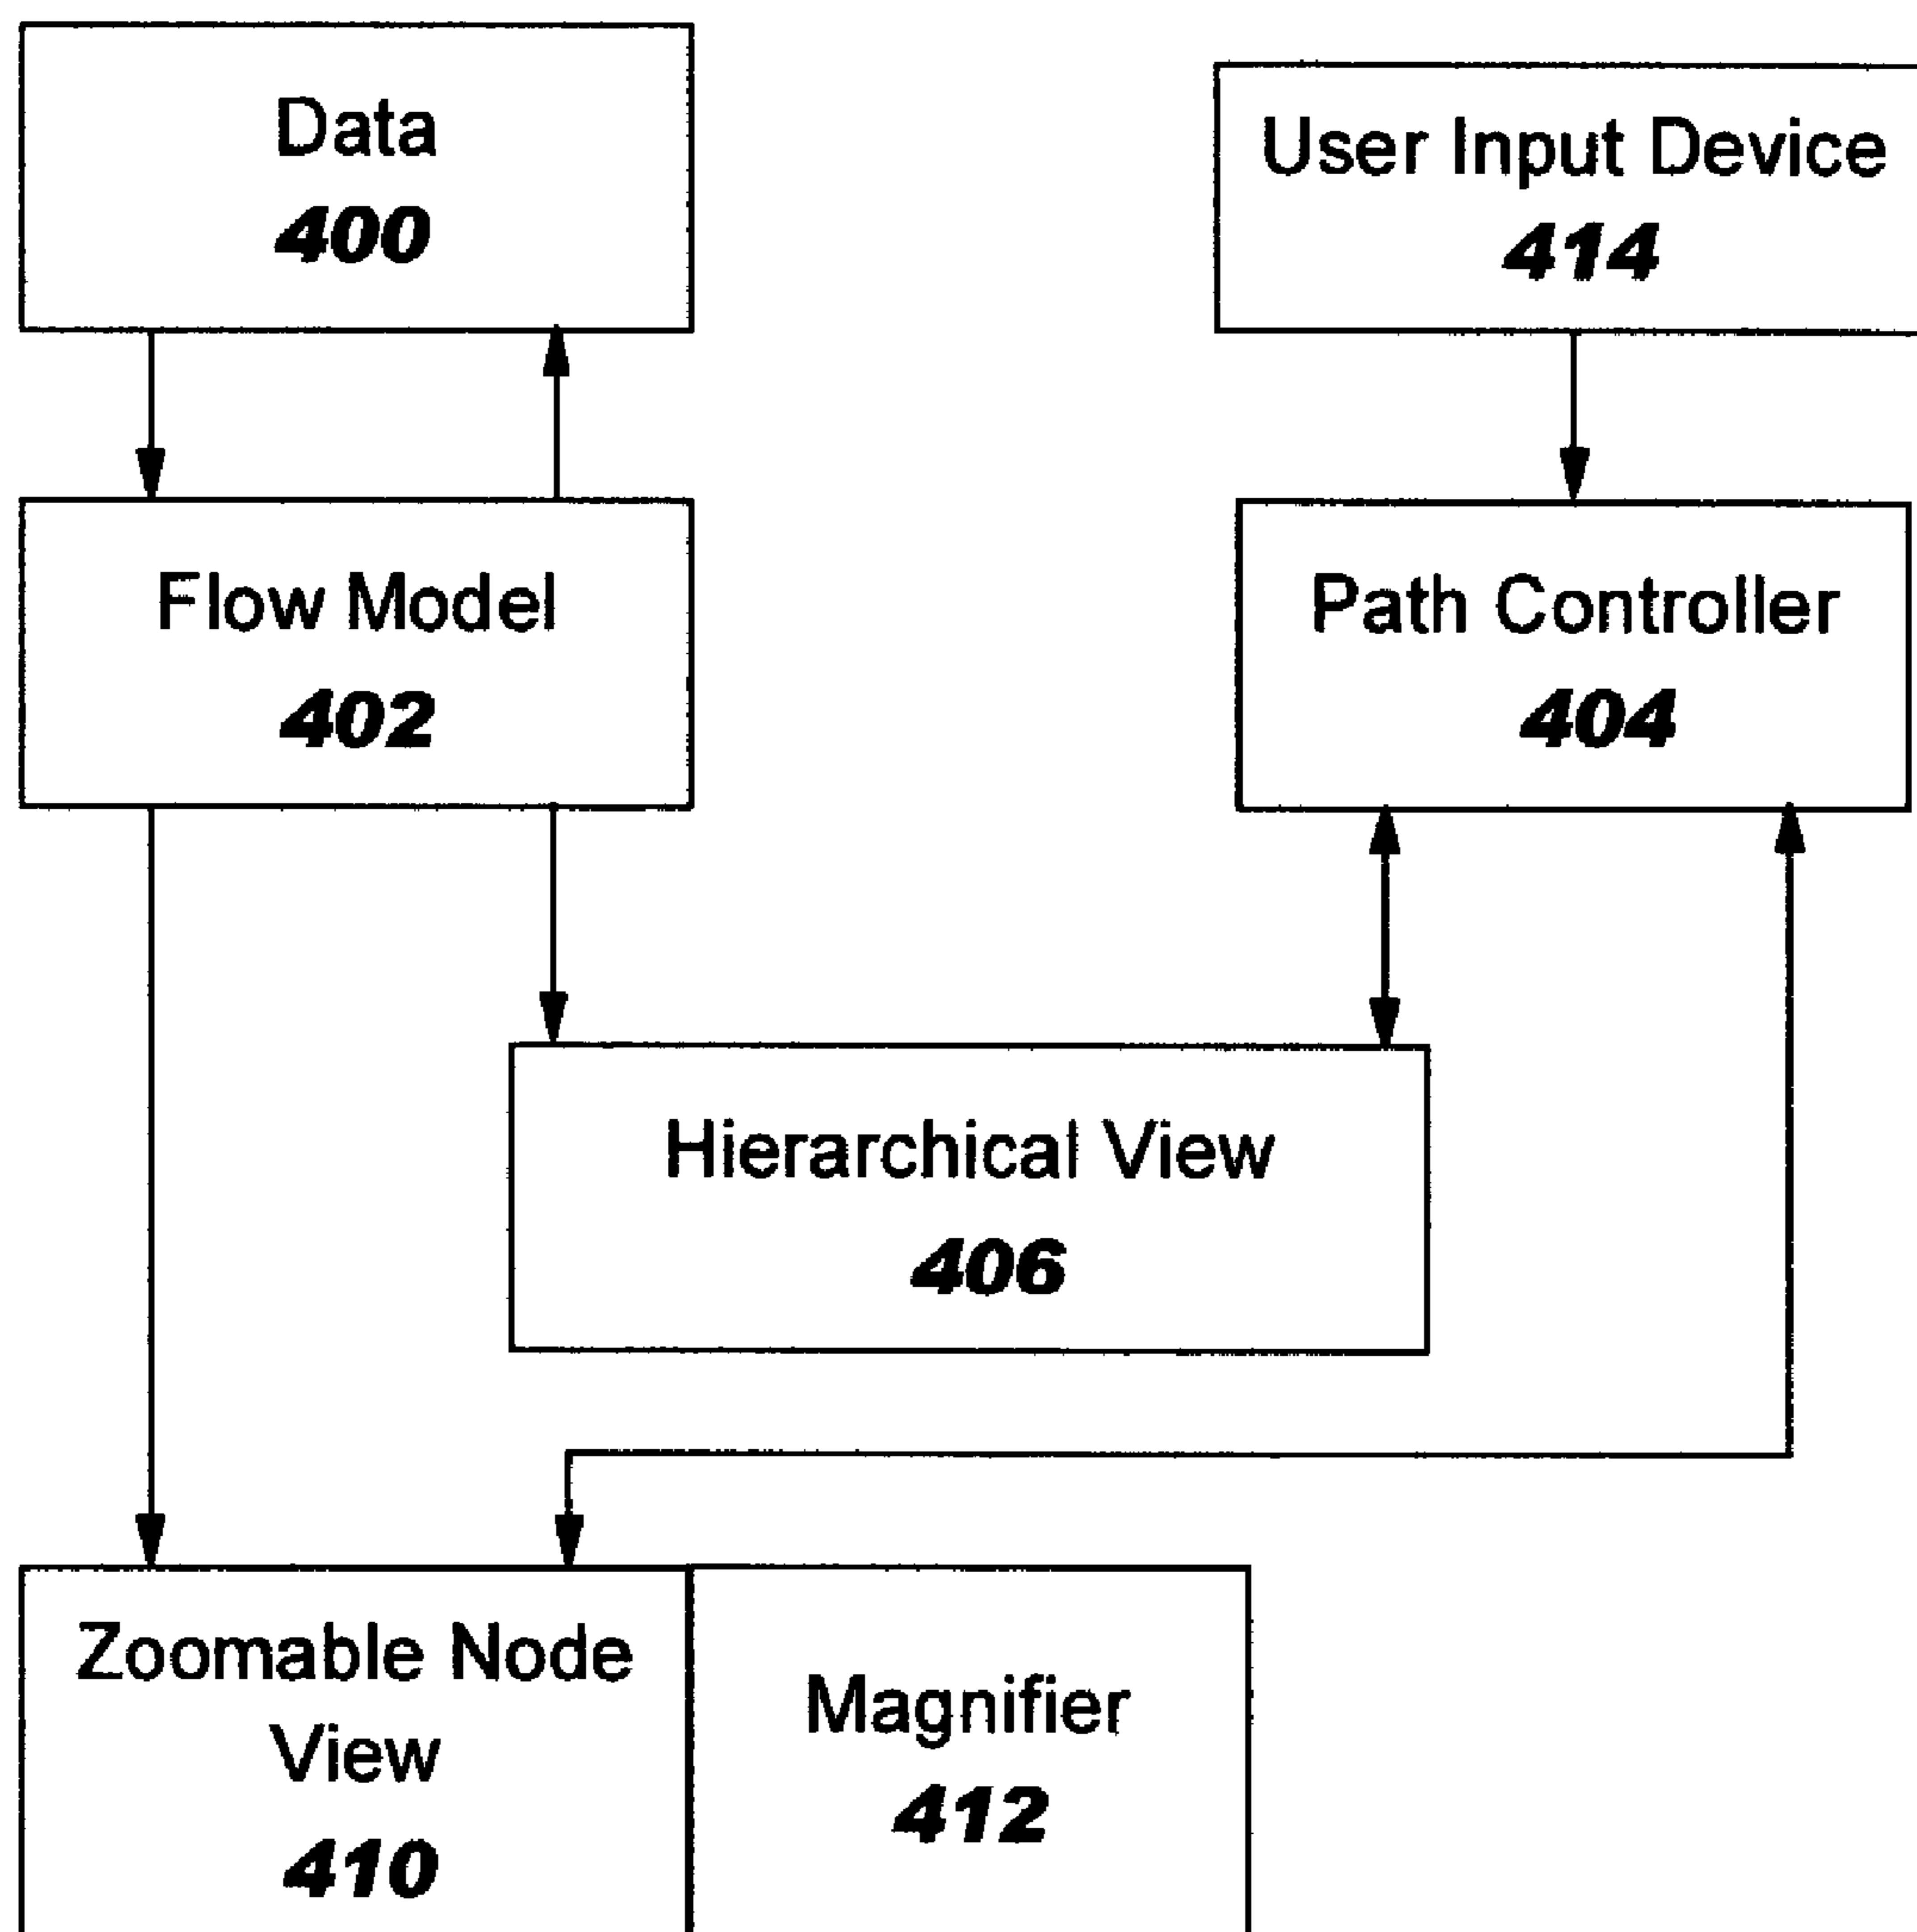 Data
400
User Input Device
414
Flow Model
402
Path Controller
404
Hierarchical View
406
Zoomable Node
View
410
Magnifier
412